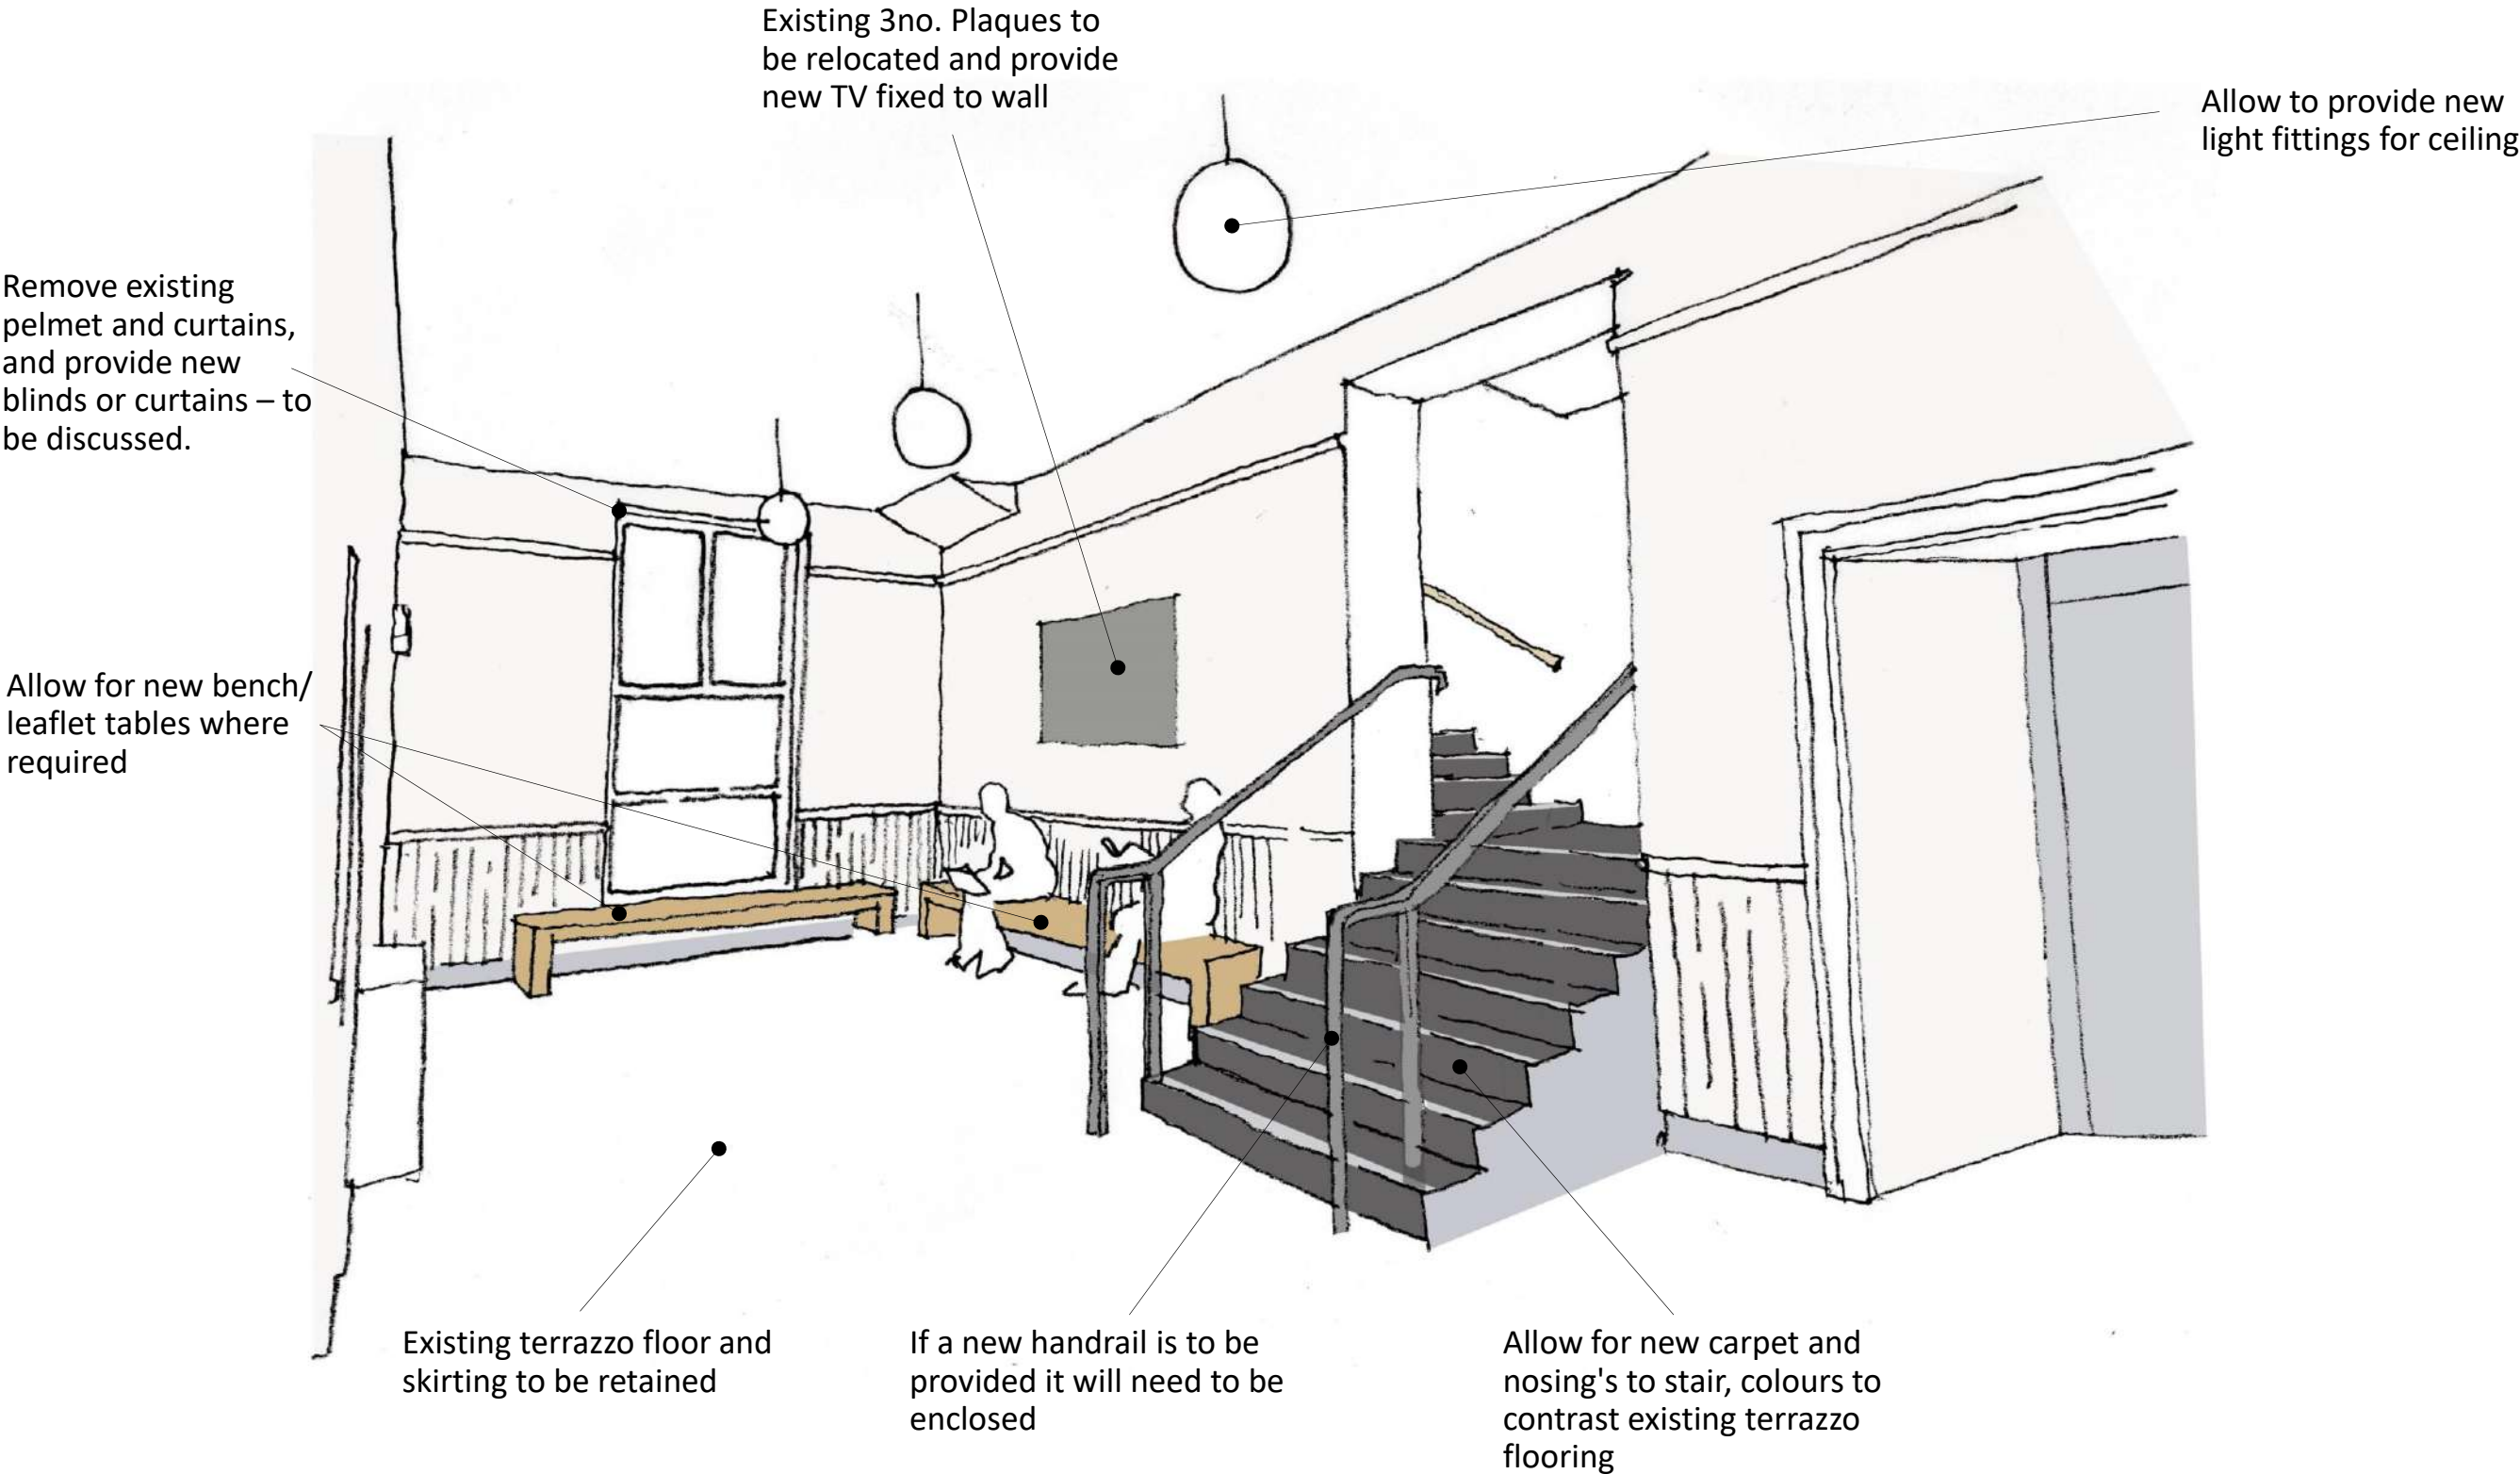 Existing 3no. Plaques to
be relocated and provide
new TV fixed to wall
Allow to provide new
light fittings for ceiling
Remove existing
pelmet and curtains,
and provide new
blinds or curtains – to
be discussed.
Allow for new bench/
leaflet tables where
required
Existing terrazzo floor and
skirting to be retained
If a new handrail is to be
provided it will need to be
enclosed
Allow for new carpet and
nosing's to stair, colours to
contrast existing terrazzo
flooring